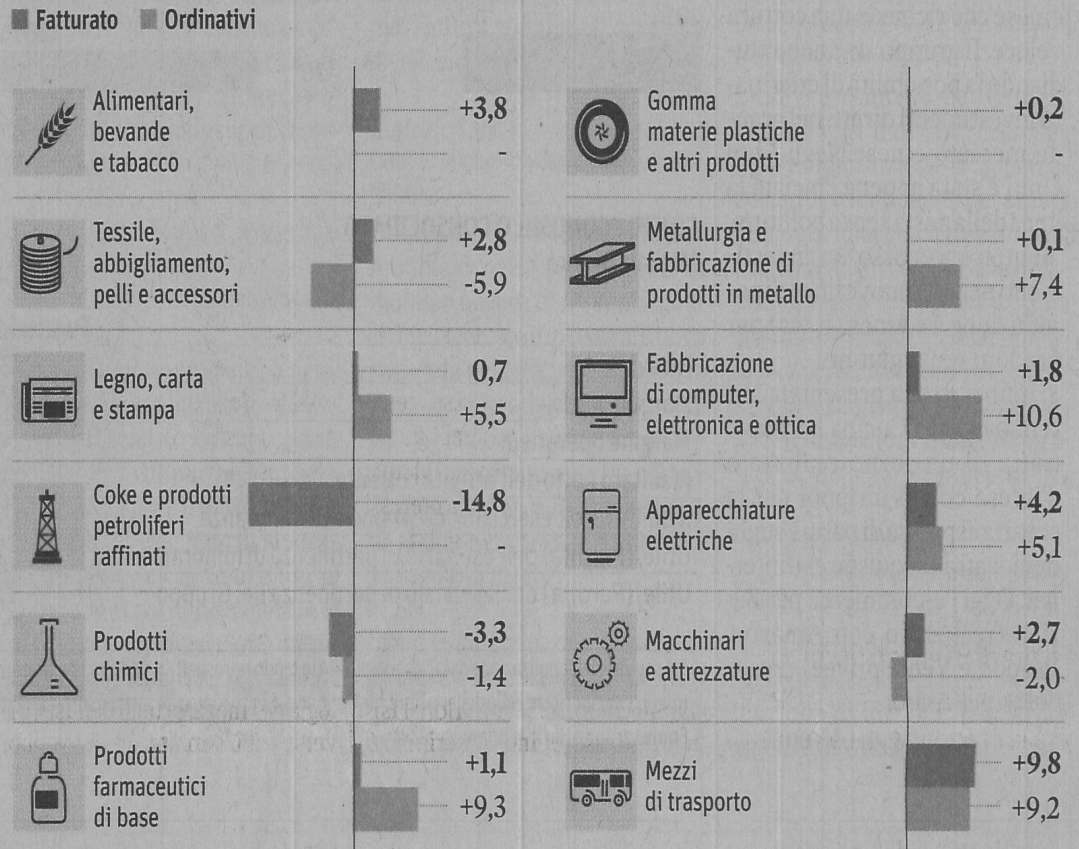 Fatturato Ordinativi
Alimentari,
bevande
e tabacco
+3,8
-
Tessile,
abbigliamento,
pelli e accessori
+2,8
-5,9
Legno, carta
e stampa
0,7
+5,5
Coke e prodotti
petroliferi
raffinati
-14,8
-
Prodotti
chimici
-3,3
-1,4
Prodotti
farmaceutici
di base
+1,1
+9,3
Gomma
materie plastiche
e altri prodotti
+0,2
-
Metallurgia e
fabbricazione di
prodotti in metallo
+0,1
+7,4
Fabbricazione
di computer,
elettronica e ottica
+1,8
+10,6
Apparecchiature
elettriche
+4,2
+5,1
Macchinari
e attrezzature
+2,7
-2,0
Mezzi
di trasporto
+9,8
+9,2